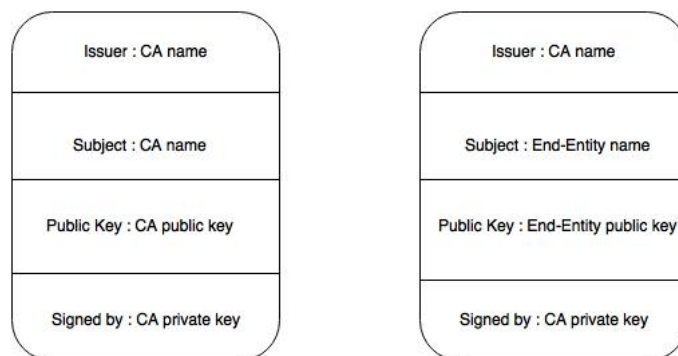 Issuer : CA name
Subject : CA name
Public Key : CA public key
Signed by : CA private key
Issuer : CA name
Subject : End-Entity name
Public Key : End-Entity public key
Signed by : CA private key